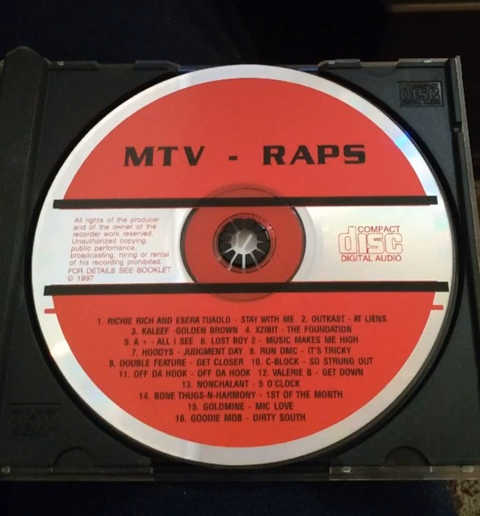 MTV - RAPS
All rights of the producer
and of the owner of the
recorder work reserved.
Unauthorized copying,
public performance,
broadcasting, hiring or rental
of his recording prohibited.
FOR DETAILS SEE BOOKLET
© 1997
COMPACT
disc
DIGITAL AUDIO
1. RICHIE RICH AND ESERA TUAOLO - STAY WITH ME 2. OUTKAST - AT LIENS
3. KALEEF -GOLDEN BROWN 4. XZIBIT - THE FOUNDATION
5. A + - ALL I SEE 6. LOST BOY 2 - MUSIC MAKES ME HIGH
7. HOODYS - JUDGMENT DAY 8. RUN DMC - IT'S TRICKY
9. DOUBLE FEATURE - GET CLOSER 10. C-BLOCK - SO STRUNG OUT
11. OFF DA HOOK - OFF DA HOOK 12. VALERIE B - GET DOWN
13. NONCHALANT - 5 O'CLOCK
14. BONE THUGS-N-HARMONY - 1ST OF THE MONTH
15. GOLDMINE - MIC LOVE
16. GOODIE MOB - DIRTY SOUTH